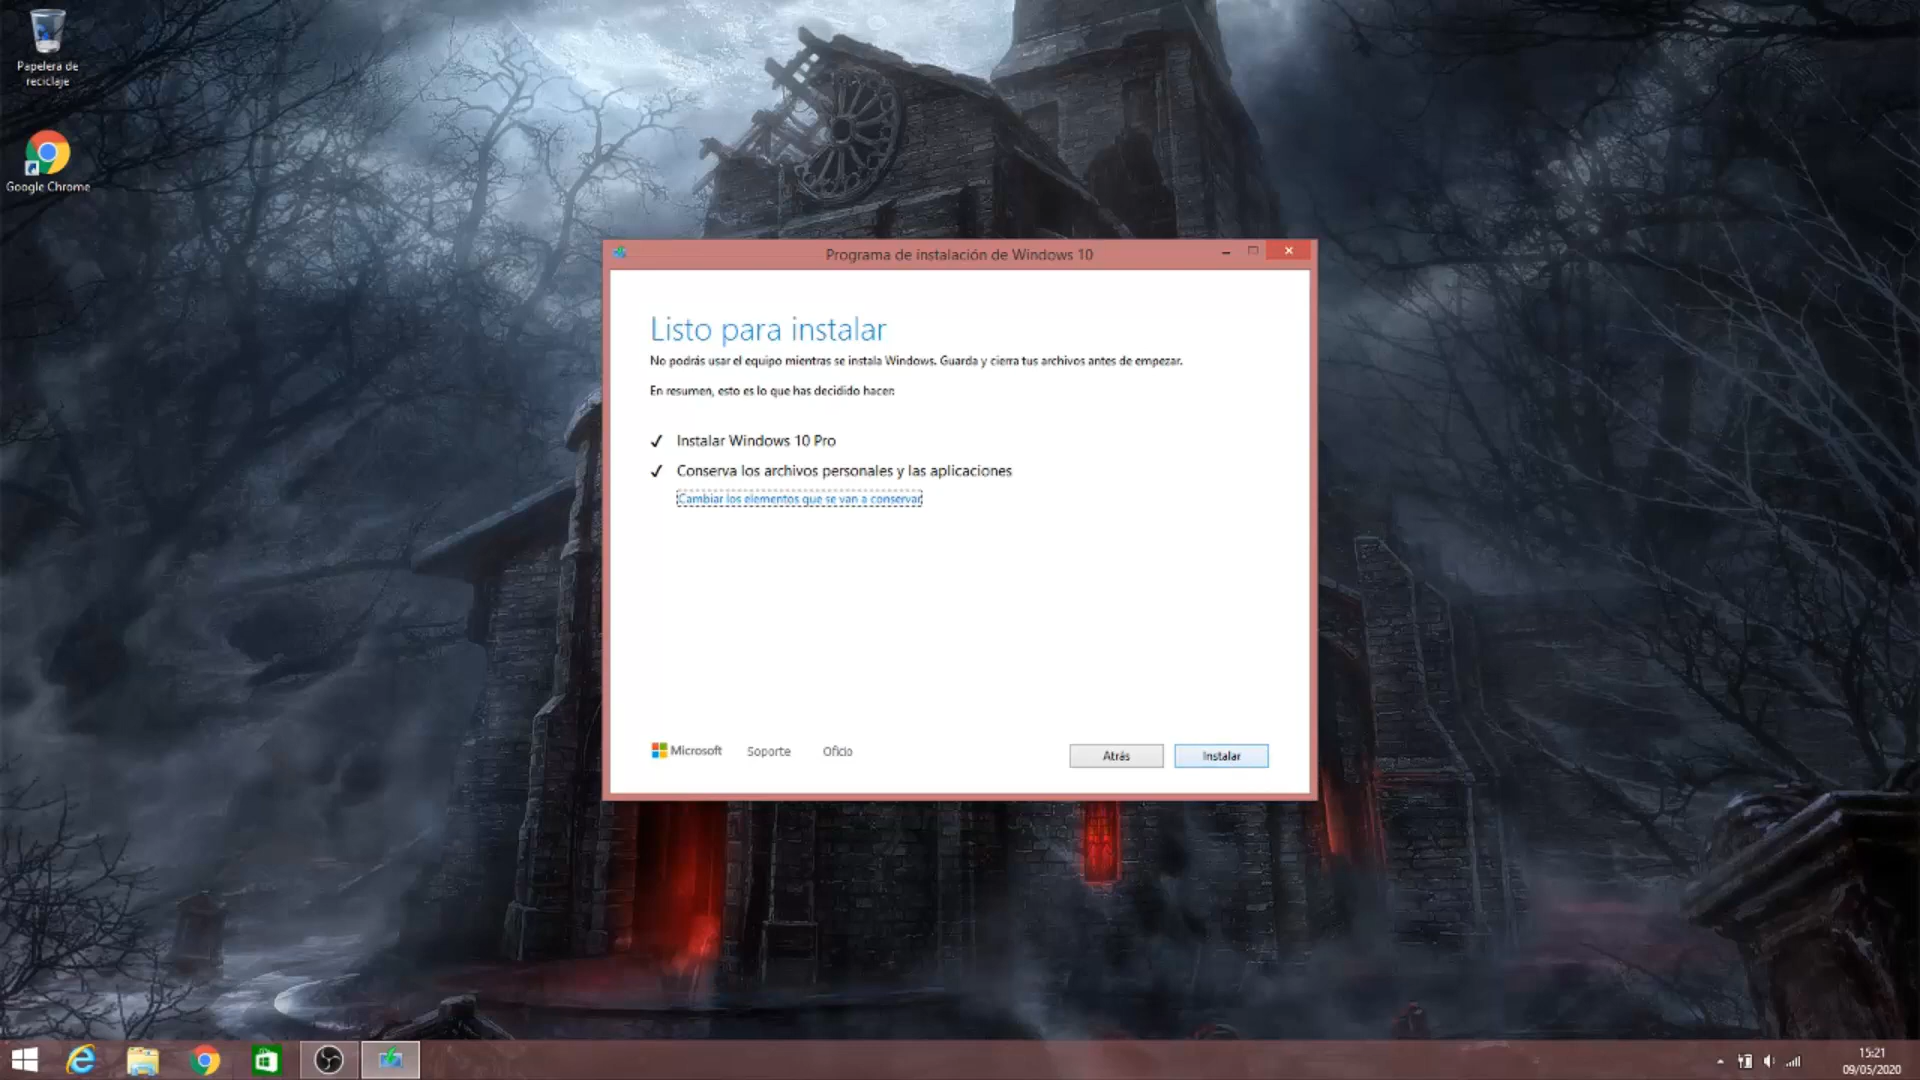 Papelera de
reciclaje
Google Chrome
Programa de instalación de Windows 10
Listo para instalar
No podrás usar el equipo mientras se instala Windows. Guarda y cierra tus archivos antes de empezar.
En resumen, esto es lo que has decidido hacer:
Instalar Windows 10 Pro
Conserva los archivos personales y las aplicaciones
Cambiar los elementos que se van a conservar
Microsoft
Soporte
Oficio
Atrás
Instalar
15:21
09/05/2020